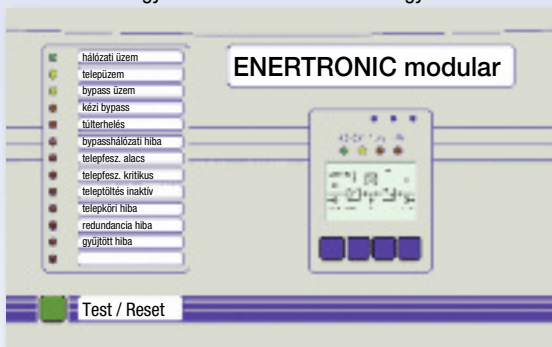 hálózati üzem
telepüzem
bypass üzem
kézi bypass
túlterhelés
bypasshálózati hiba
telepfesz. alacs
telepfesz. kritikus
teleptöltés inaktív
telepköri hiba
redundancia hiba
gyűjtött hiba
ENERTRONIC modular
Test / Reset